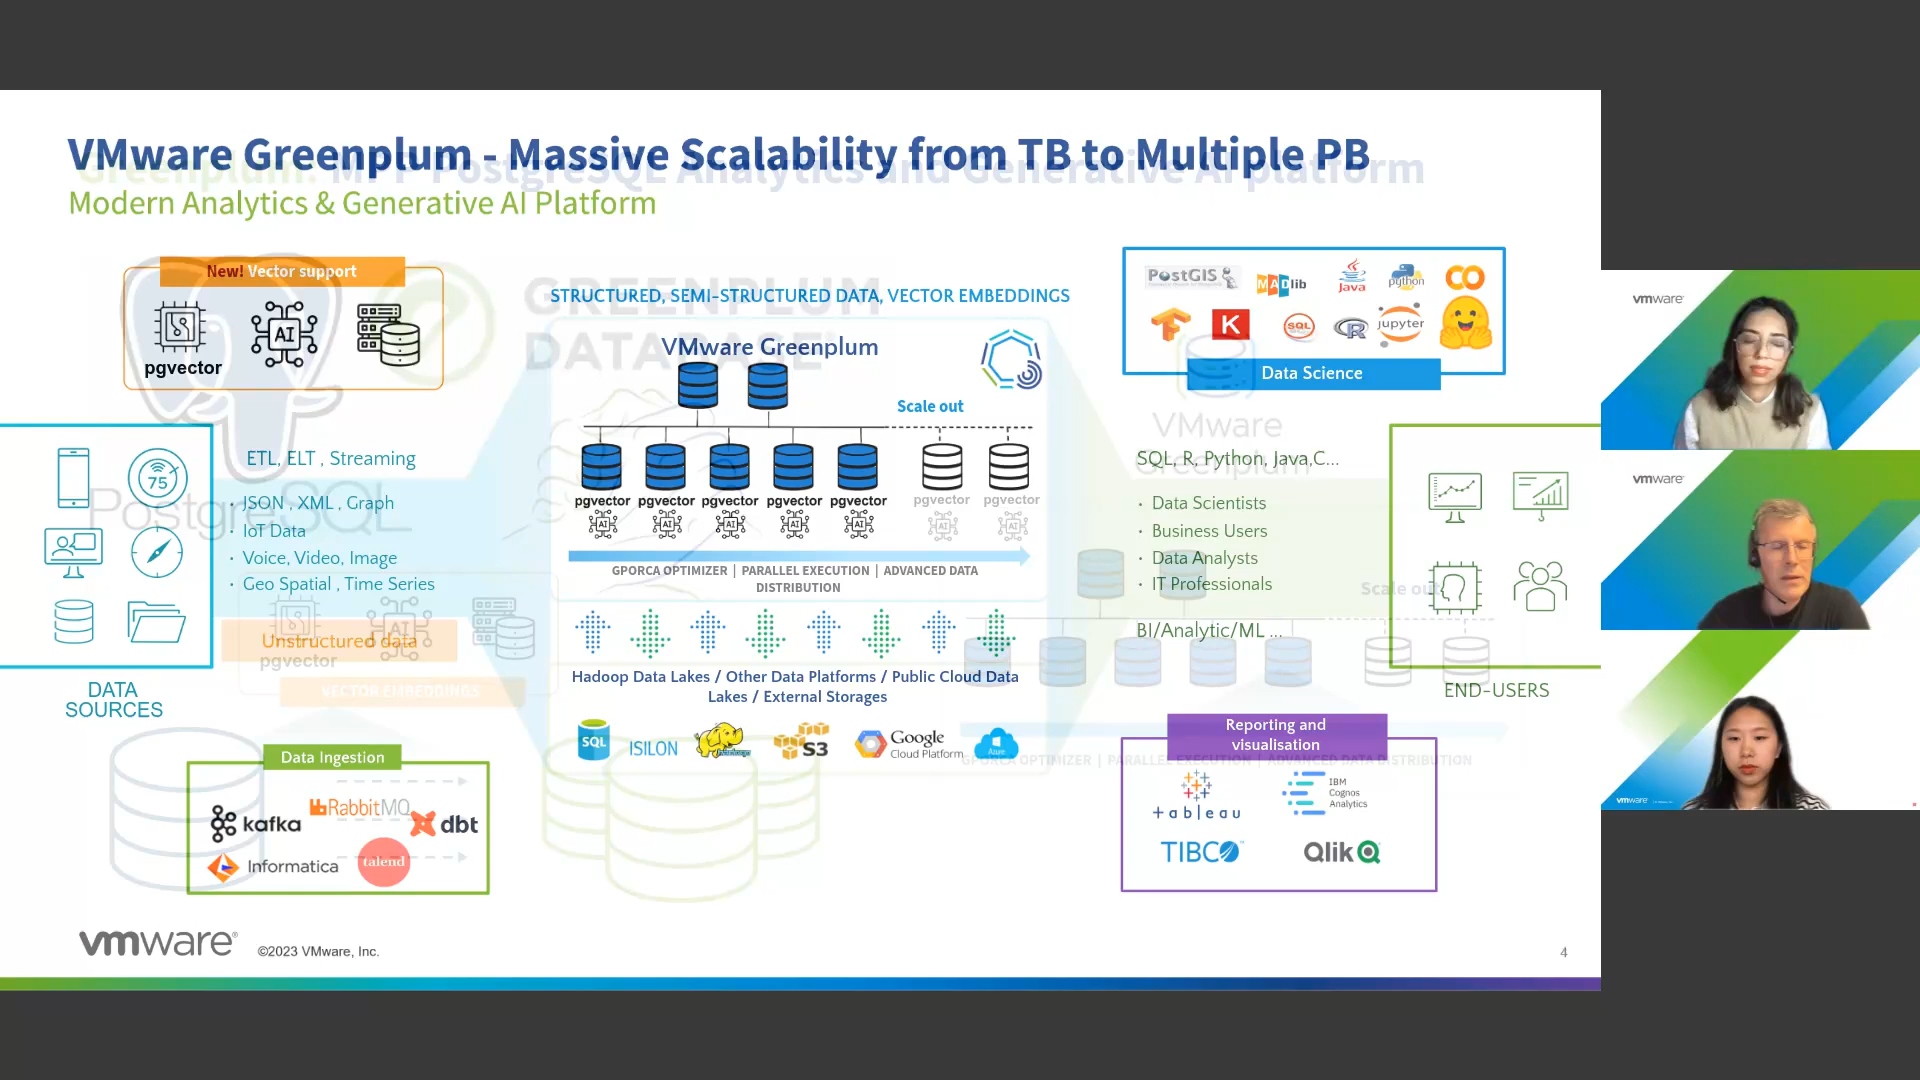 VMware Greenplum - Massive Scalability from TB to Multiple PB
Greenplum: MPP PostgreSQL Analytics and Generative AI platform
Modern Analytics & Generative AI Platform
New! Vector support
pgvector
AI
PostgreSQL
GREENPLUM
DATABASE
STRUCTURED, SEMI-STRUCTURED DATA, VECTOR EMBEDDINGS
VMware Greenplum
Scale out
pgvector pgvector pgvector pgvector pgvector pgvector pgvector
AI AI AI AI AI AI AI
GPORCA OPTIMIZER | PARALLEL EXECUTION | ADVANCED DATA
DISTRIBUTION
Hadoop Data Lakes / Other Data Platforms / Public Cloud Data
Lakes / External Storages
SQL
ISILON
S3
Google
Cloud Platform
Azure
PostGIS
MADlib
Java
python
K
SQL
R
jupyter
Data Science
VMware
Greenplum
75
ETL, ELT , Streaming
· JSON , XML , Graph
· IoT Data
· Voice, Video, Image
· Geo Spatial , Time Series
Unstructured data
pgvector
AI
VECTOR EMBEDDINGS
DATA
SOURCES
Data Ingestion
kafka
RabbitMQ
dbt
Informatica
talend
SQL, R, Python, Java,C...
· Data Scientists
· Business Users
· Data Analysts
· IT Professionals
BI/Analytic/ML ...
Scale out
END-USERS
GPORCA OPTIMIZER | PARALLEL EXECUTION | ADVANCED DATA DISTRIBUTION
Reporting and
visualisation
+ableau
IBM
Cognos
Analytics
TIBCO
Qlik
vmware®
©2023 VMware, Inc.
4
vmware
vmware
vmware